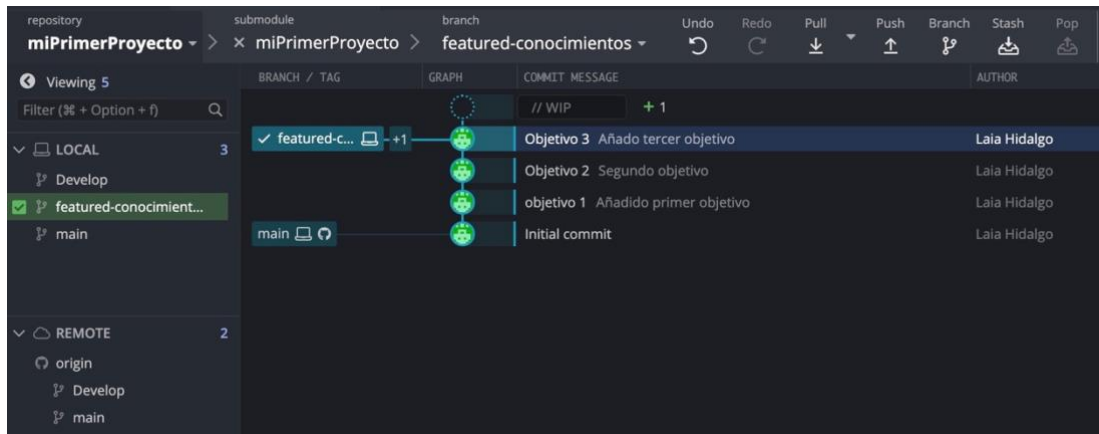 repository submodule branch Undo Redo Pull Push Branch Stash Pop
miPrimerProyecto miPrimerProyecto featured-conocimientos
Viewing 5 BRANCH / TAG GRAPH COMMIT MESSAGE AUTHOR
Filter (⌘ + Option + f) // WIP + 1
LOCAL 3 featured-c... +1 Objetivo 3 Añado tercer objetivo Laia Hidalgo
Develop Objetivo 2 Segundo objetivo Laia Hidalgo
featured-conocimient... objetivo 1 Añadido primer objetivo Laia Hidalgo
main main Initial commit Laia Hidalgo
REMOTE 2
origin
Develop
main